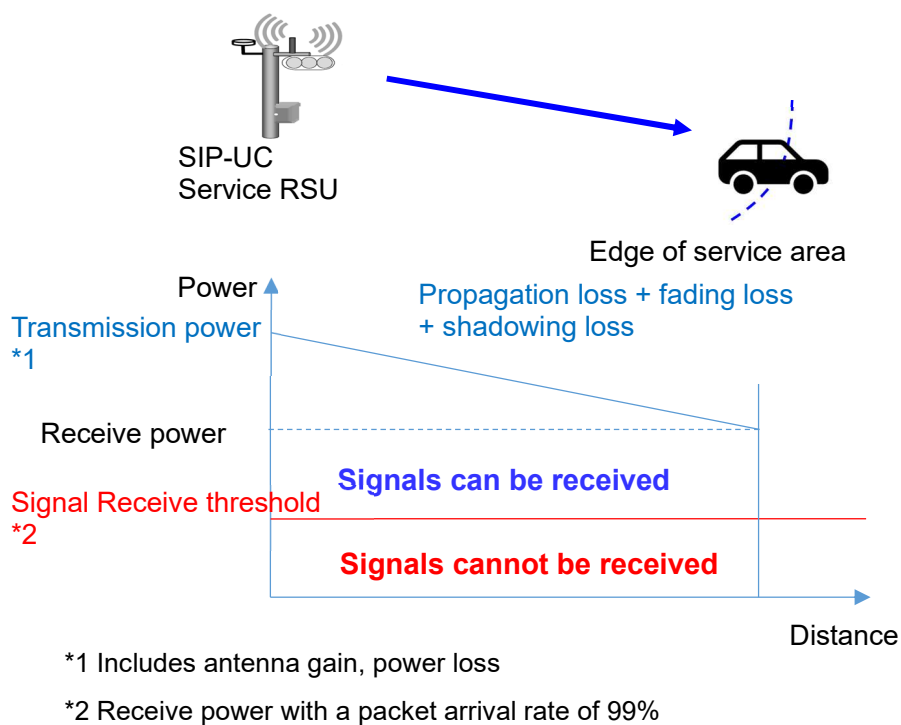 SIP-UC
Service RSU
Edge of service area
Power
Propagation loss + fading loss
+ shadowing loss
Transmission power
*1
Receive power
Signals can be received
Signal Receive threshold
*2
Signals cannot be received
Distance
*1 Includes antenna gain, power loss
*2 Receive power with a packet arrival rate of 99%